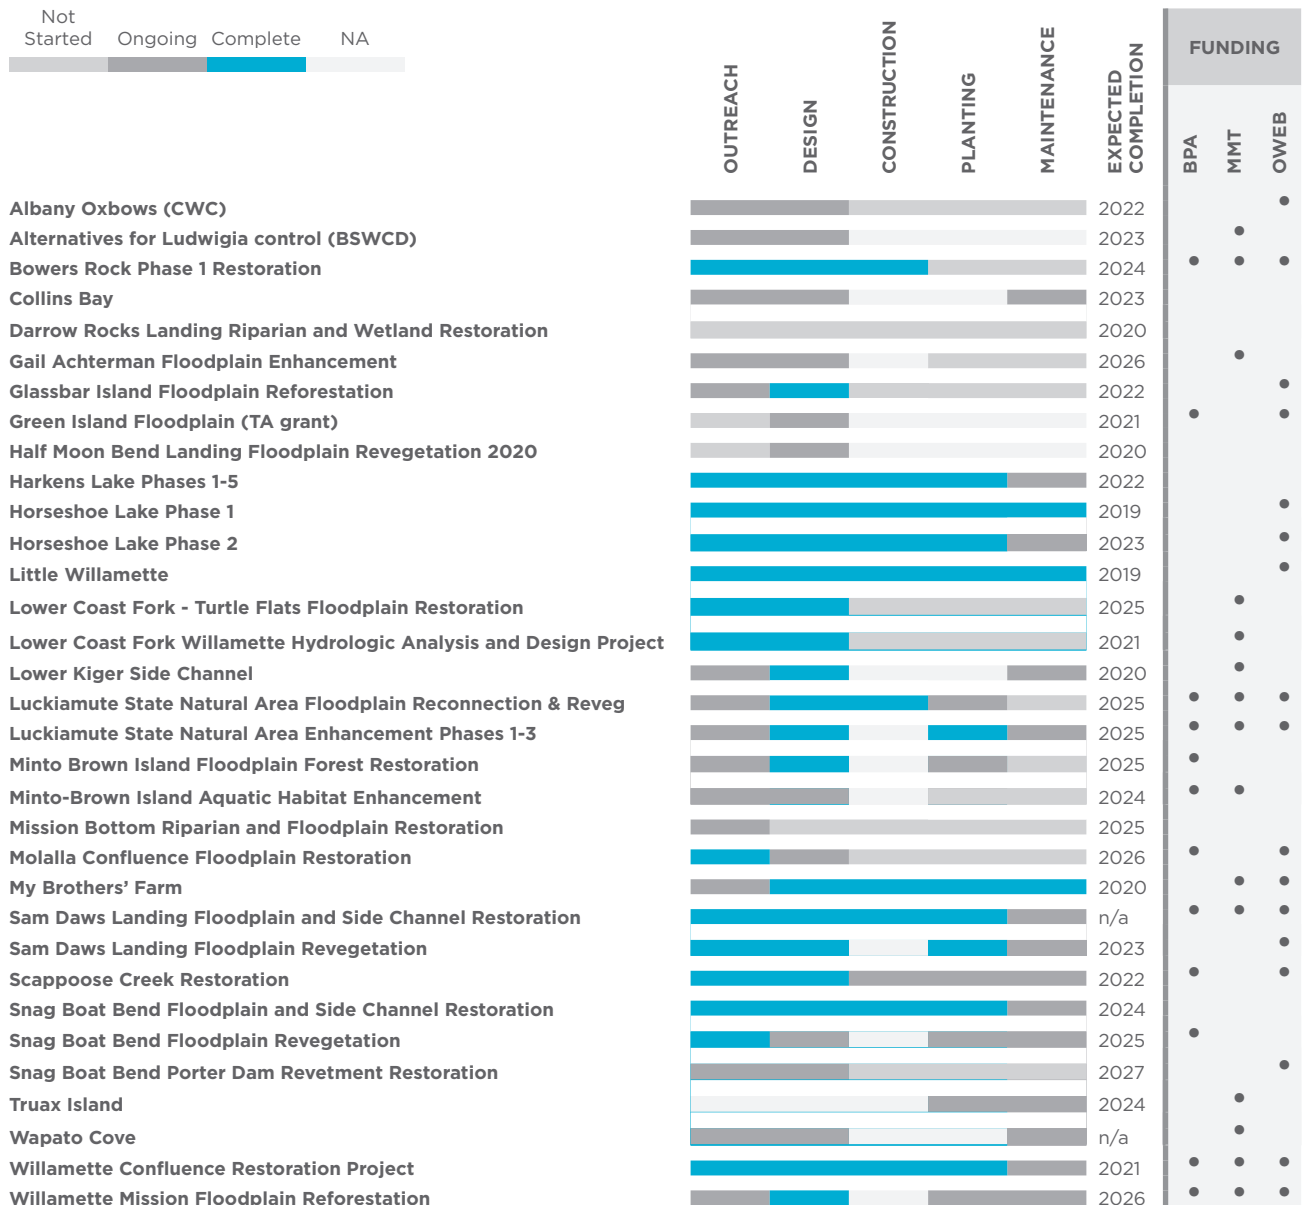 Not
Started Ongoing Complete NA
OUTREACH
DESIGN
CONSTRUCTION
PLANTING
MAINTENANCE
EXPECTED
COMPLETION
FUNDING
BPA
MMT
OWEB
Albany Oxbows (CWC) 2022
Alternatives for Ludwigia control (BSWCD) 2023
Bowers Rock Phase 1 Restoration 2024
Collins Bay 2023
Darrow Rocks Landing Riparian and Wetland Restoration 2020
Gail Achterman Floodplain Enhancement 2026
Glassbar Island Floodplain Reforestation 2022
Green Island Floodplain (TA grant) 2021
Half Moon Bend Landing Floodplain Revegetation 2020 2020
Harkens Lake Phases 1-5 2022
Horseshoe Lake Phase 1 2019
Horseshoe Lake Phase 2 2023
Little Willamette 2019
Lower Coast Fork - Turtle Flats Floodplain Restoration 2025
Lower Coast Fork Willamette Hydrologic Analysis and Design Project 2021
Lower Kiger Side Channel 2020
Luckiamute State Natural Area Floodplain Reconnection & Reveg 2025
Luckiamute State Natural Area Enhancement Phases 1-3 2025
Minto Brown Island Floodplain Forest Restoration 2025
Minto-Brown Island Aquatic Habitat Enhancement 2024
Mission Bottom Riparian and Floodplain Restoration 2025
Molalla Confluence Floodplain Restoration 2026
My Brothers’ Farm 2020
Sam Daws Landing Floodplain and Side Channel Restoration n/a
Sam Daws Landing Floodplain Revegetation 2023
Scappoose Creek Restoration 2022
Snag Boat Bend Floodplain and Side Channel Restoration 2024
Snag Boat Bend Floodplain Revegetation 2025
Snag Boat Bend Porter Dam Revetment Restoration 2027
Truax Island 2024
Wapato Cove n/a
Willamette Confluence Restoration Project 2021
Willamette Mission Floodplain Reforestation 2026